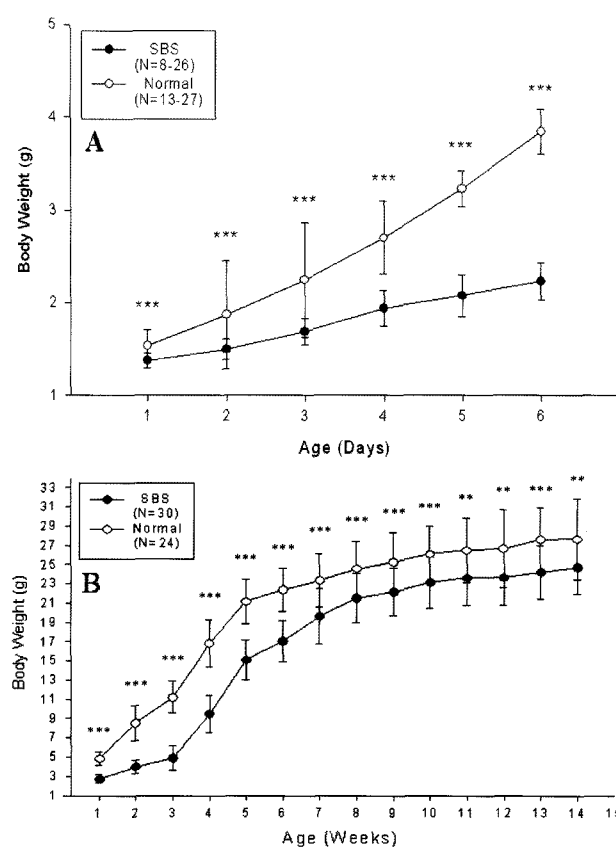 5
SBS
(N=8-26)
Normal
(N=13-27)
A
4
3
2
1
Body Weight (g)
*** *** *** *** *** ***
1 2 3 4 5 6
Age (Days)
33
31
29
27
25
23
21
19
17
15
13
11
9
7
5
3
1
SBS
(N=30)
Normal
(N=24)
B
Body Weight (g)
*** *** *** *** *** *** *** *** *** *** ** ** *** **
1 2 3 4 5 6 7 8 9 10 11 12 13 14
Age (Weeks)